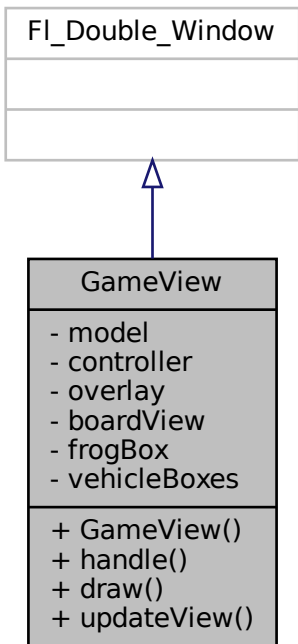 Fl_Double_Window
GameView
- model
- controller
- overlay
- boardView
- frogBox
- vehicleBoxes
+ GameView()
+ handle()
+ draw()
+ updateView()